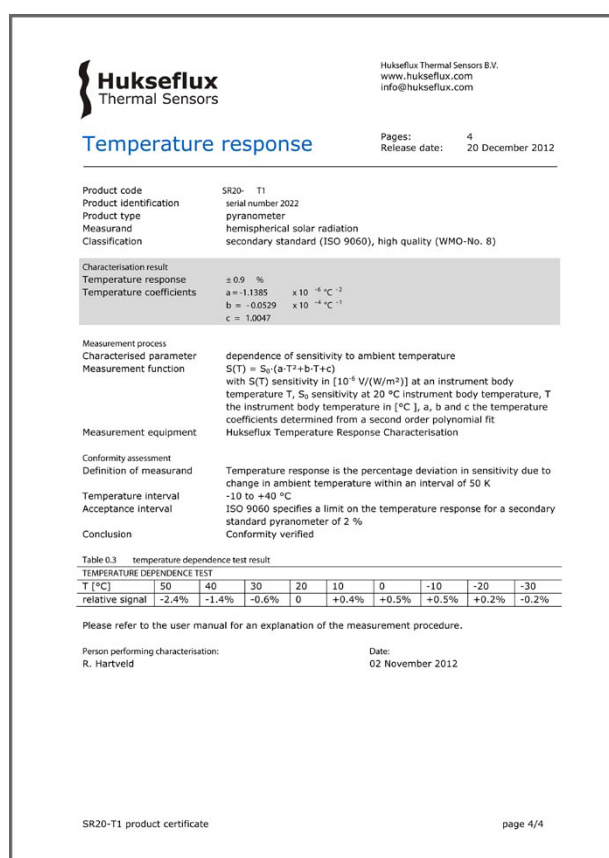 Hukseflux
Thermal Sensors
Hukseflux Thermal Sensors B.V.
www.hukseflux.com
info@hukseflux.com
Temperature response
Pages: 4
Release date: 20 December 2012
Product code SR20- T1
Product identification serial number 2022
Product type pyranometer
Measurand hemispherical solar radiation
Classification secondary standard (ISO 9060), high quality (WMO-No. 8)
Characterisation result
Temperature response ± 0.9 %
Temperature coefficients a = -1.1385 x 10 ⁻⁶ °C ⁻²
b = -0.0529 x 10 ⁻⁴ °C ⁻¹
c = 1.0047
Measurement process
Characterised parameter dependence of sensitivity to ambient temperature
Measurement function S(T) = S₀·(a·T²+b·T+c)
with S(T) sensitivity in [10⁻⁶ V/(W/m²)] at an instrument body
temperature T, S₀ sensitivity at 20 °C instrument body temperature, T
the instrument body temperature in [°C ], a, b and c the temperature
coefficients determined from a second order polynomial fit
Measurement equipment Hukseflux Temperature Response Characterisation
Conformity assessment
Definition of measurand Temperature response is the percentage deviation in sensitivity due to
change in ambient temperature within an interval of 50 K
Temperature interval -10 to +40 °C
Acceptance interval ISO 9060 specifies a limit on the temperature response for a secondary
standard pyranometer of 2 %
Conclusion Conformity verified
Table 0.3 temperature dependence test result
TEMPERATURE DEPENDENCE TEST
T [°C] 50 40 30 20 10 0 -10 -20 -30
relative signal -2.4% -1.4% -0.6% 0 +0.4% +0.5% +0.5% +0.2% -0.2%
Please refer to the user manual for an explanation of the measurement procedure.
Person performing characterisation: Date:
R. Hartveld 02 November 2012
SR20-T1 product certificate page 4/4